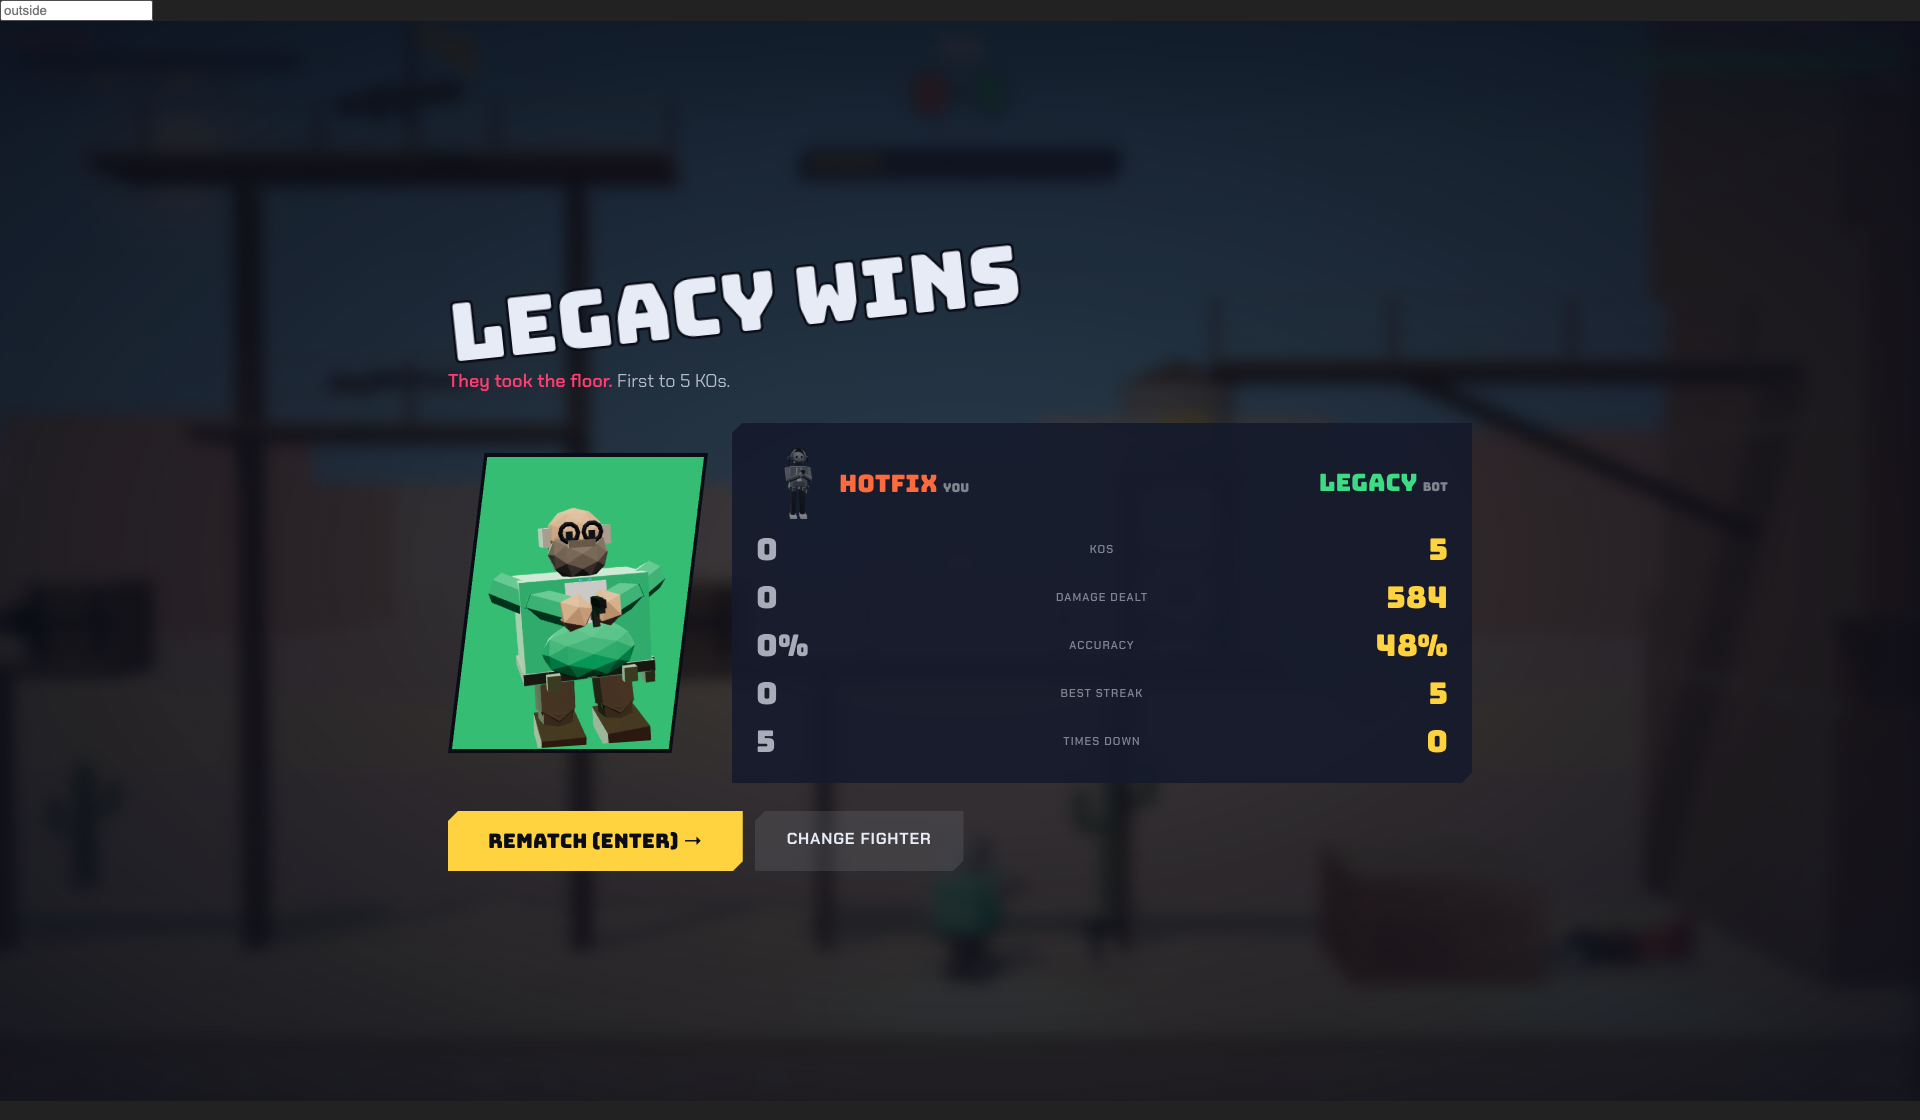 outside
LEGACY WINS
They took the floor. First to 5 KOs.
HOTFIX YOU LEGACY BOT
0 KOS 5
0 DAMAGE DEALT 584
0% ACCURACY 48%
0 BEST STREAK 5
5 TIMES DOWN 0
REMATCH (ENTER) → CHANGE FIGHTER